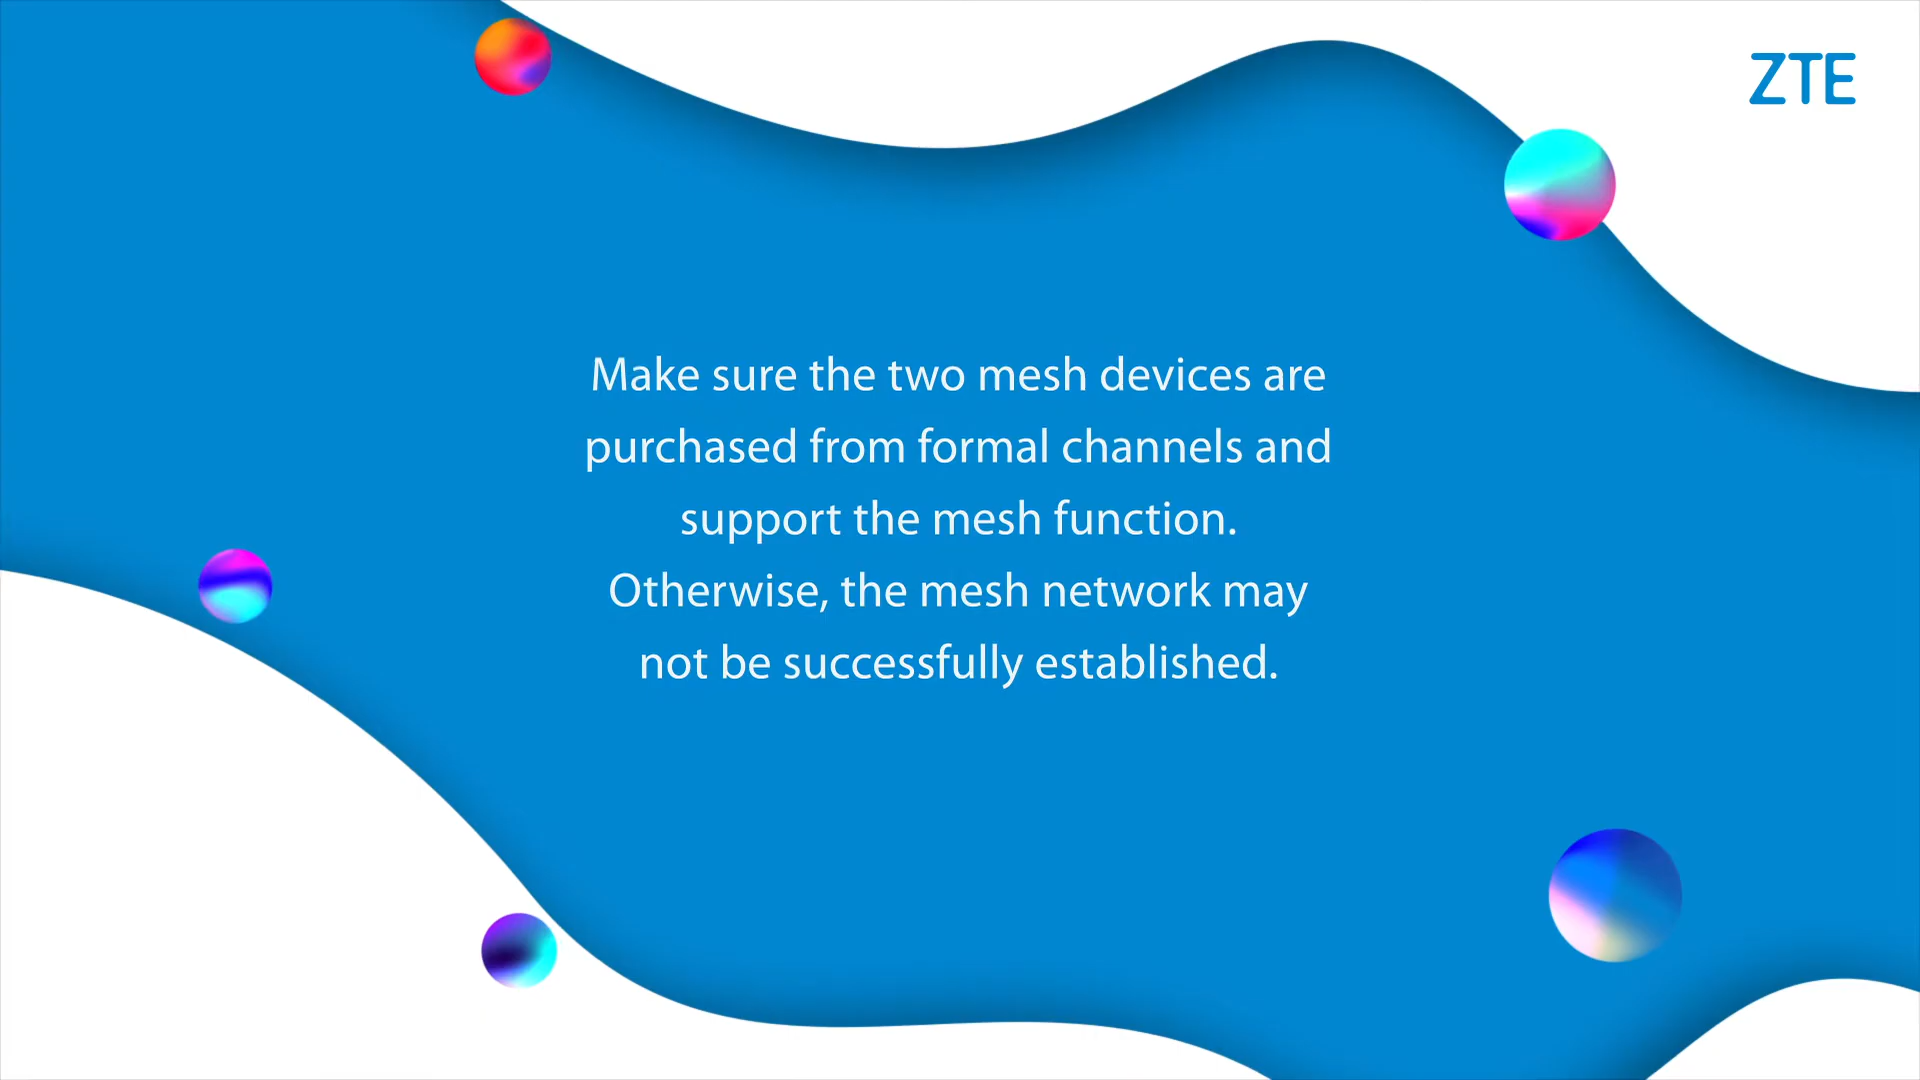 ZTE
Make sure the two mesh devices are
purchased from formal channels and
support the mesh function.
Otherwise, the mesh network may
not be successfully established.